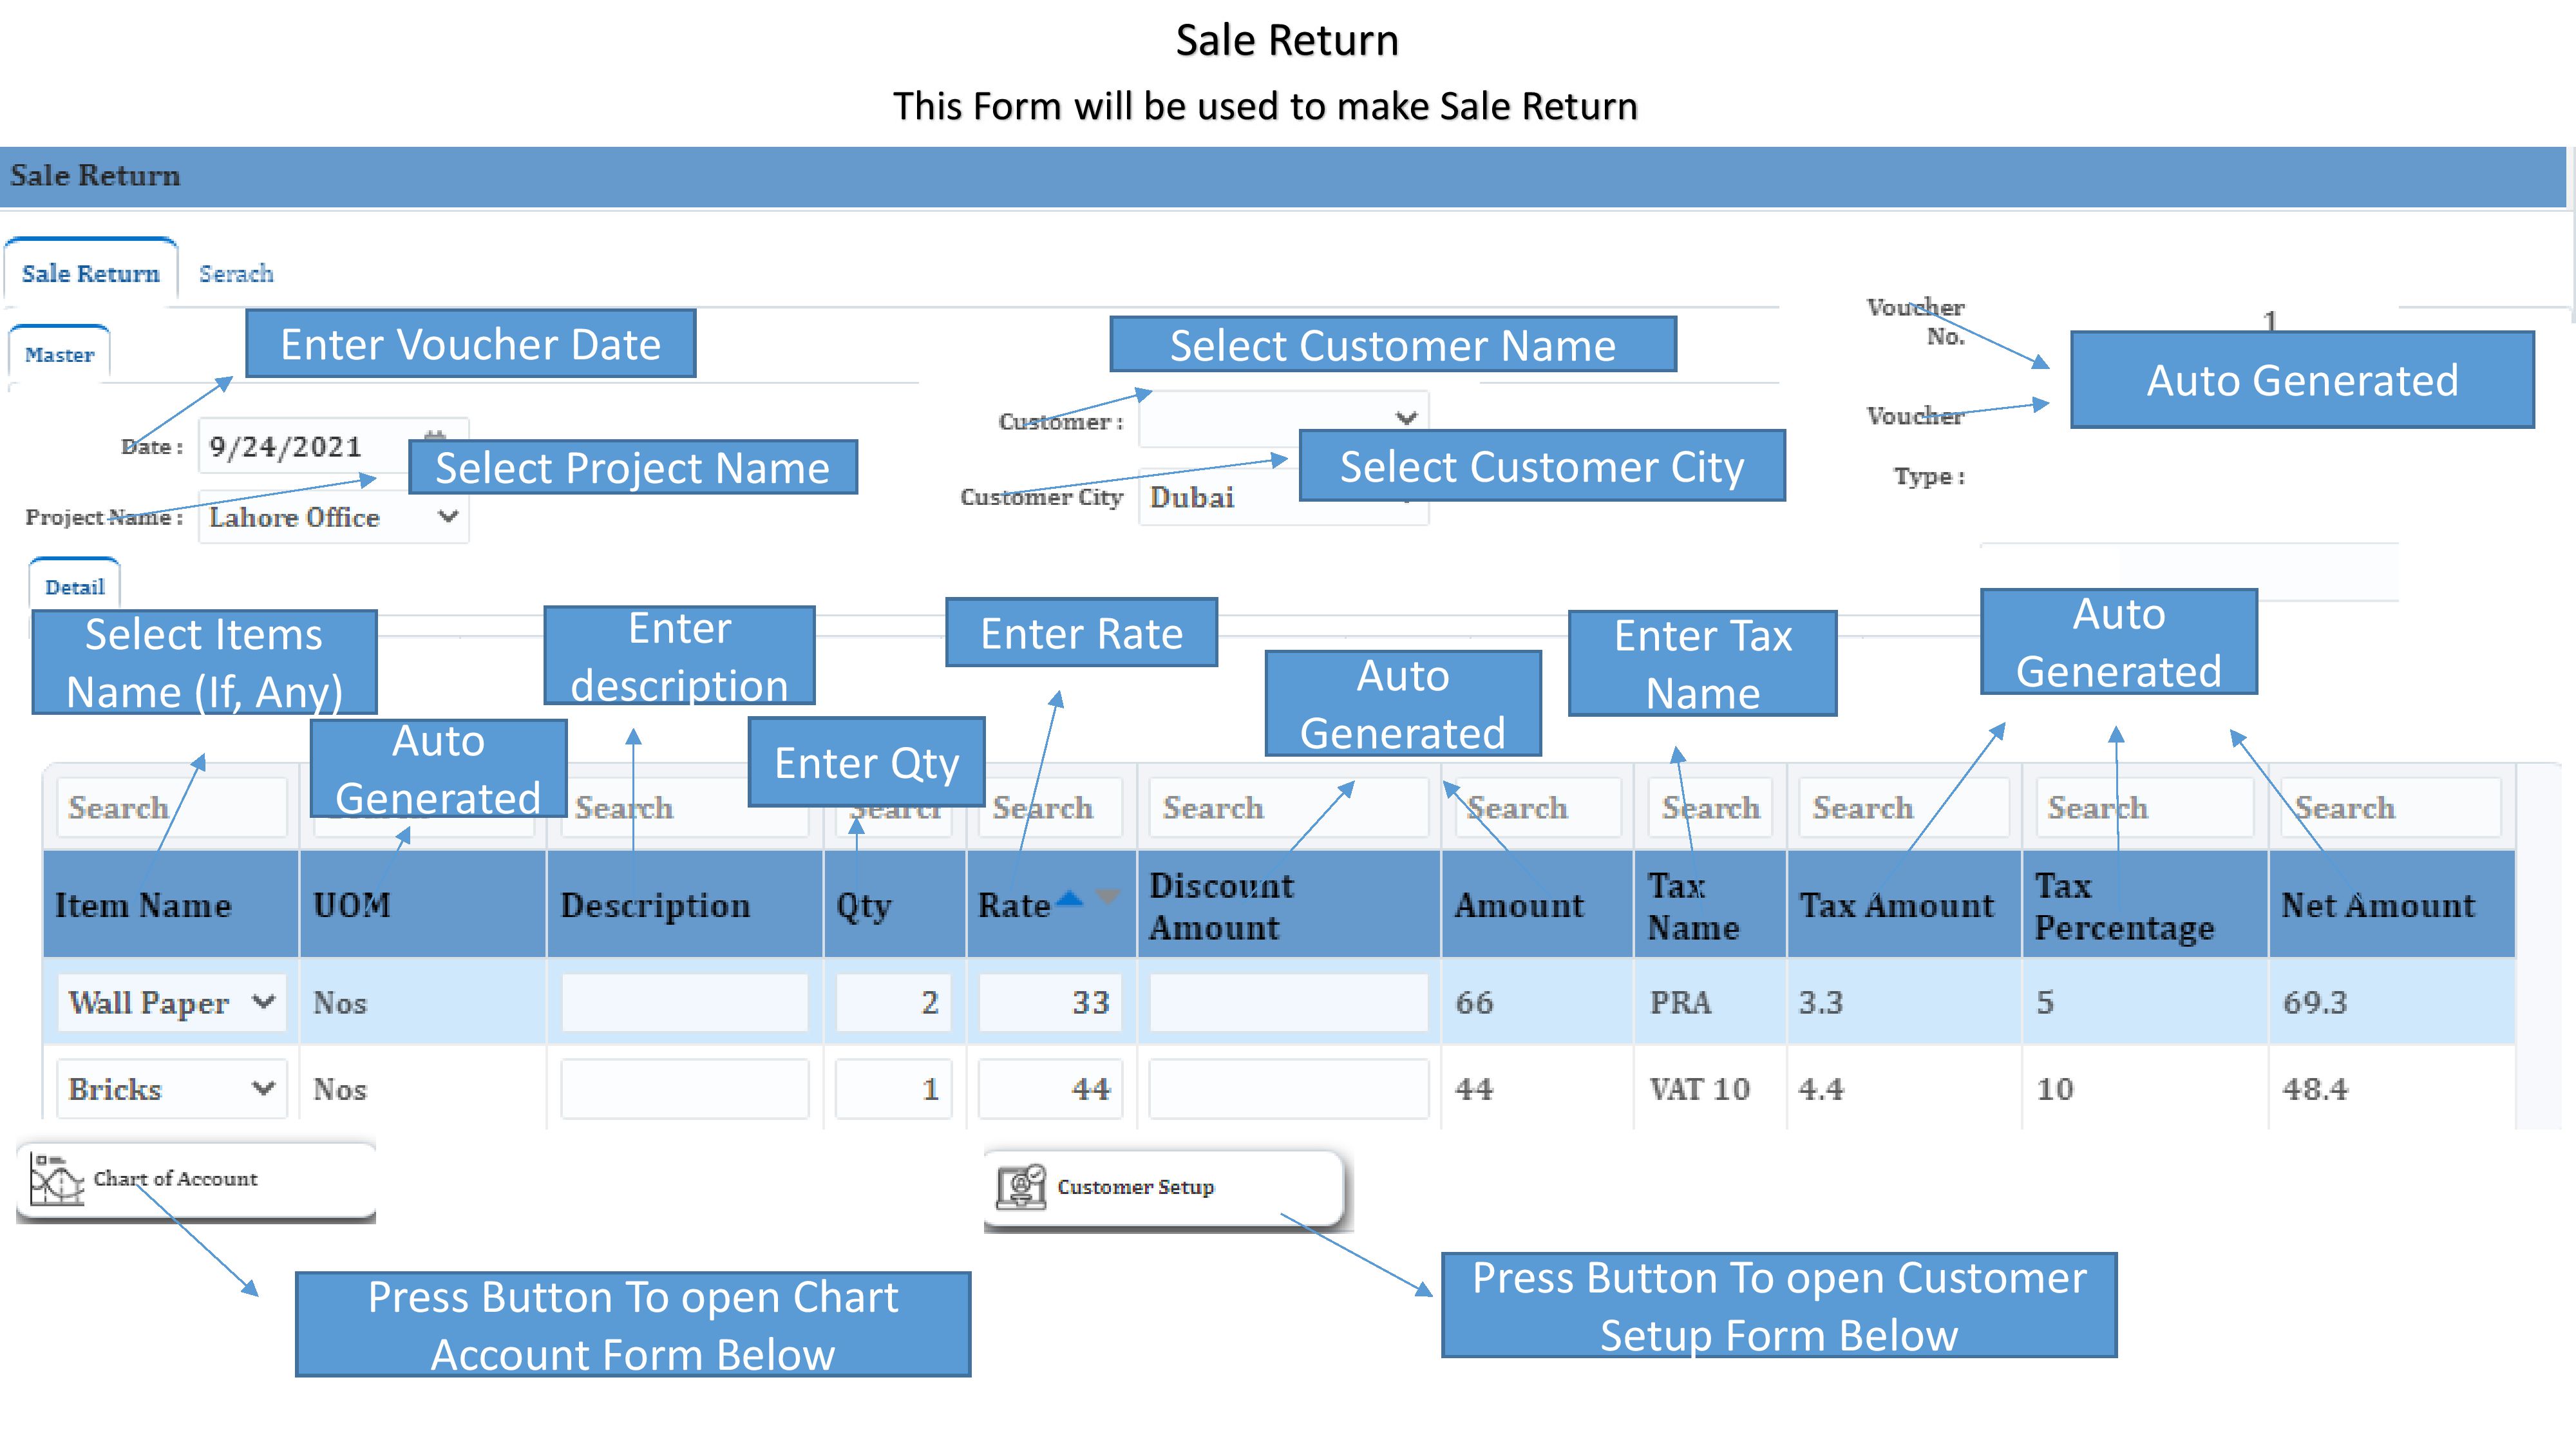 Sale Return
This Form will be used to make Sale Return
Sale Return
Sale Return Serach
Voucher
No.
1
Enter Voucher Date
Select Customer Name
Auto Generated
Master
Customer :
Voucher
Date : 9/24/2021
Select Project Name
Select Customer City
Type :
Customer City Dubai
Project Name : Lahore Office
Detail
Select Items
Name (If, Any)
Enter
description
Enter Rate
Enter Tax
Name
Auto
Generated
Auto
Generated
Auto
Generated
Enter Qty
Search Search Search Search Search Search Search Search Search Search
Item Name UOM Description Qty Rate Discount Amount Amount Tax Name Tax Amount Tax Percentage Net Amount
Wall Paper Nos 2 33 66 PRA 3.3 5 69.3
Bricks Nos 1 44 44 VAT 10 4.4 10 48.4
Chart of Account
Customer Setup
Press Button To open Chart
Account Form Below
Press Button To open Customer
Setup Form Below